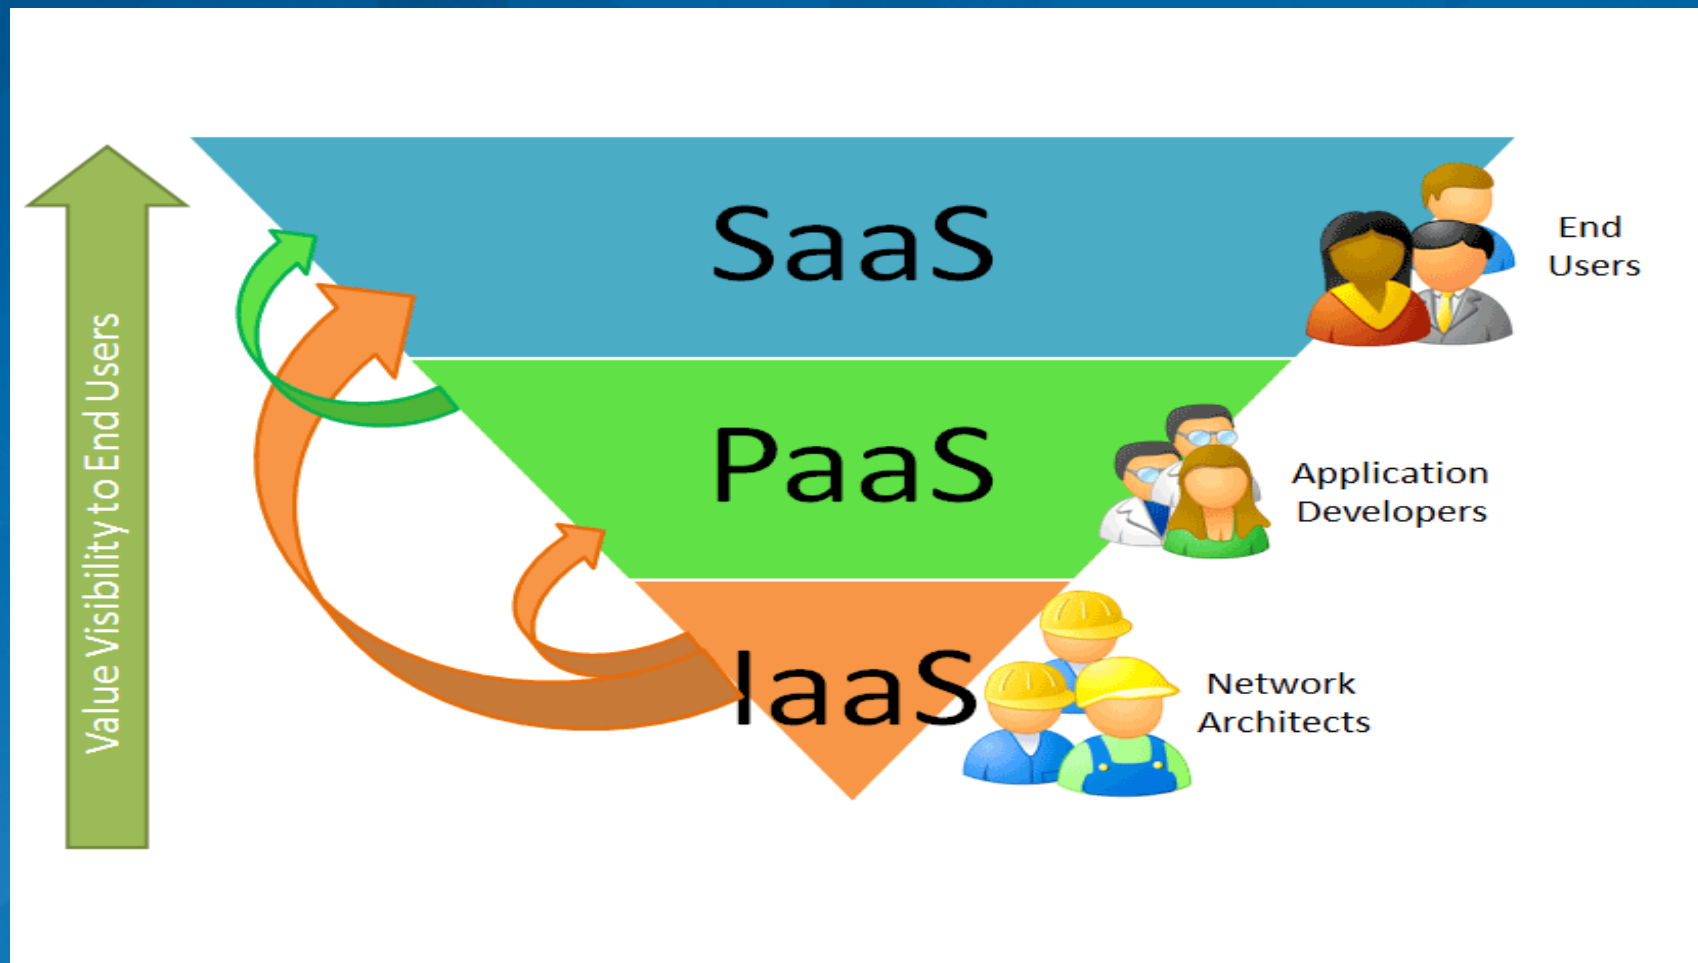 Value Visibility to End Users
SaaS
End
Users
PaaS
Application
Developers
IaaS
Network
Architects